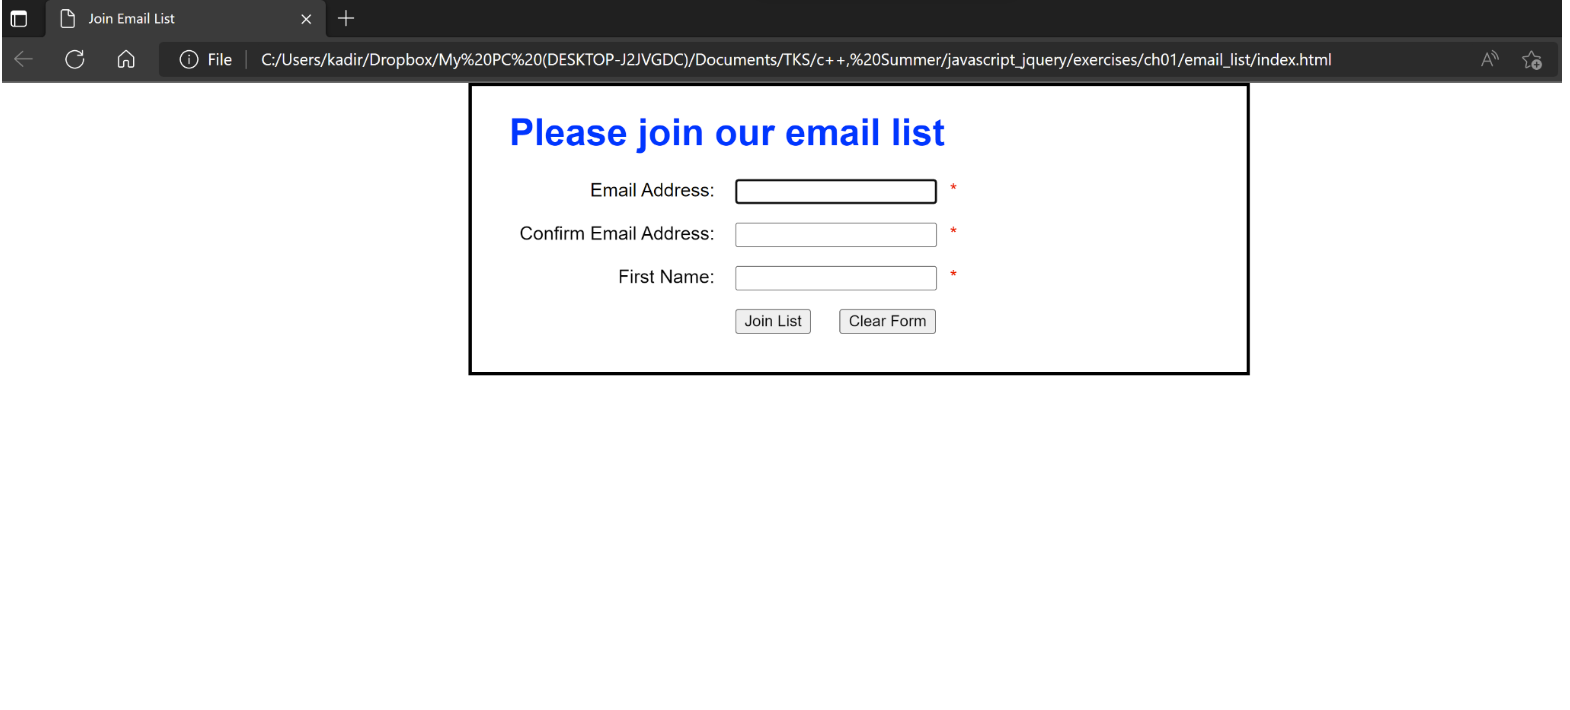 Join Email List
File C:/Users/kadir/Dropbox/My%20PC%20(DESKTOP-J2JVGDC)/Documents/TKS/c++,%20Summer/javascript_jquery/exercises/ch01/email_list/index.html
Please join our email list
Email Address: *
Confirm Email Address: *
First Name: *
Join List Clear Form